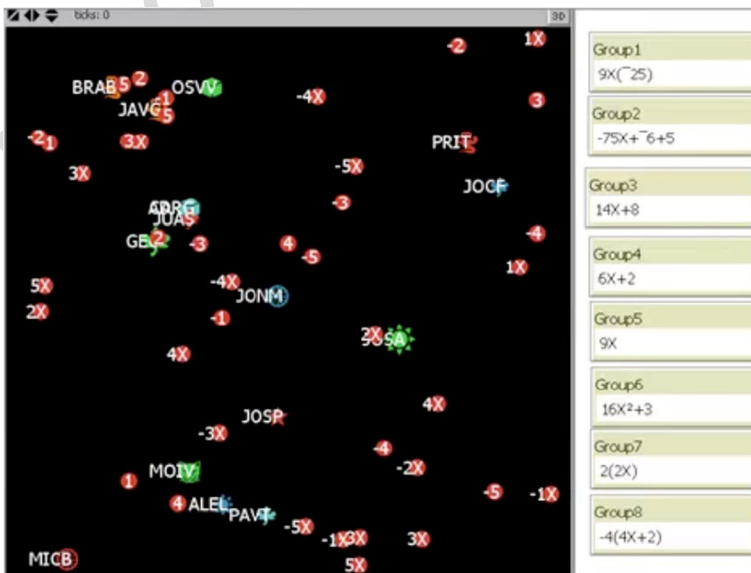 ticks: 0
3D
1X
-2
BRAB
5
2
OSVV
-4X
3
-1
JAVG
5
-2
-1
3X
PRIT
3X
-5X
JOCF
-3
JUAS
2
-3
4
-5
-4
1X
5X
-4X
JONM
2X
-1
2X
4X
4X
JOSP
-3X
-4
MOIV
-2X
1
4
ALEL
PAVT
-5
-1X
-5X
3X
MICB
5X
Group1
9X(⁻25)
Group2
-75X+⁻6+5
Group3
14X+8
Group4
6X+2
Group5
9X
Group6
16X²+3
Group7
2(2X)
Group8
-4(4X+2)